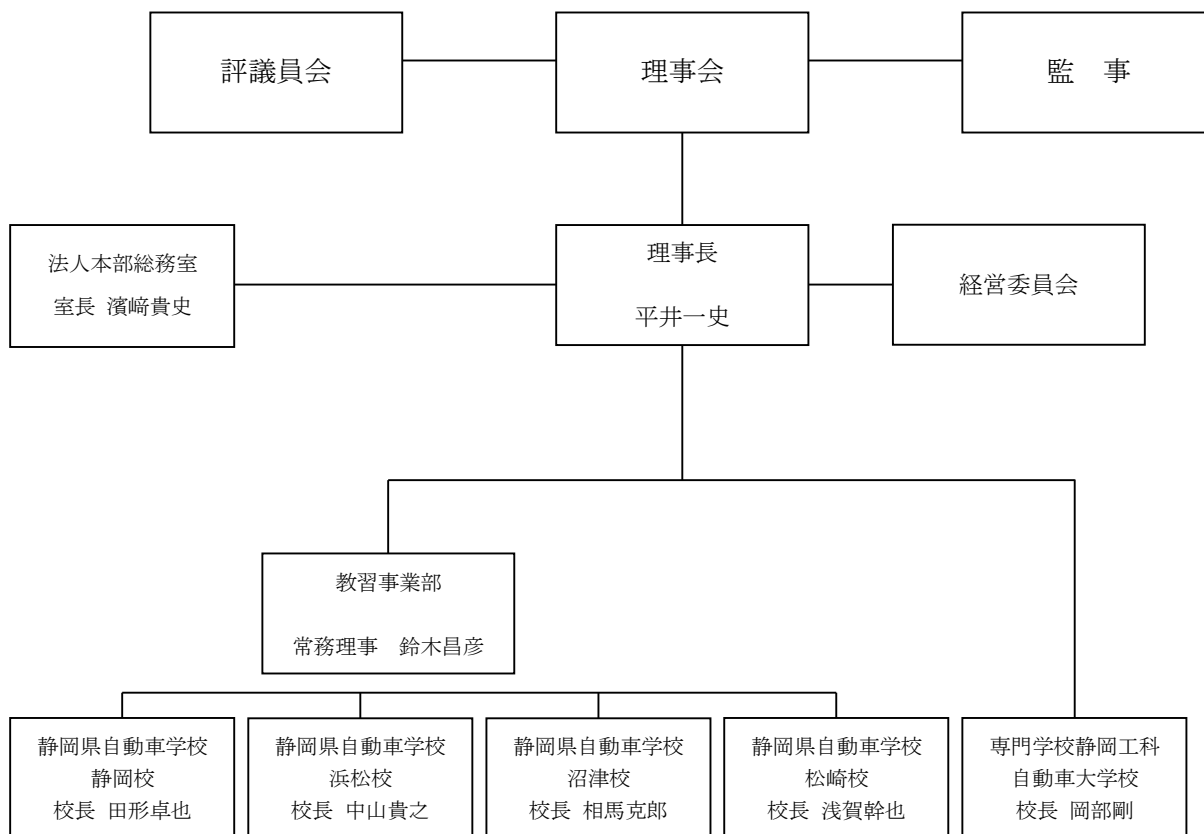 評議員会
理事会
監　事
法人本部総務室
室長 濱﨑貴史
理事長
平井一史
経営委員会
教習事業部
常務理事　鈴木昌彦
静岡県自動車学校
静岡校
校長 田形卓也
静岡県自動車学校
浜松校
校長 中山貴之
静岡県自動車学校
沼津校
校長 相馬克郎
静岡県自動車学校
松崎校
校長 浅賀幹也
専門学校静岡工科
自動車大学校
校長 岡部剛